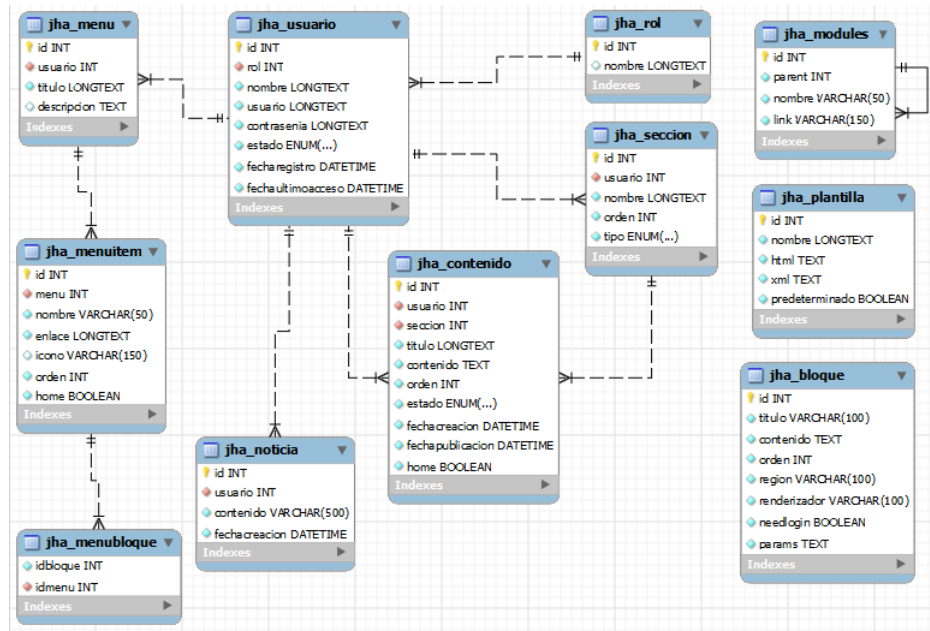 jha_menu
id INT
usuario INT
titulo LONGTEXT
descripcion TEXT
Indexes
jha_usuario
id INT
rol INT
nombre LONGTEXT
usuario LONGTEXT
contrasenia LONGTEXT
estado ENUM(...)
fecharegistro DATETIME
fechaultimoacceso DATETIME
Indexes
jha_rol
id INT
nombre LONGTEXT
Indexes
jha_modules
id INT
parent INT
nombre VARCHAR(50)
link VARCHAR(150)
Indexes
jha_seccion
id INT
usuario INT
nombre LONGTEXT
orden INT
tipo ENUM(...)
Indexes
jha_plantilla
id INT
nombre LONGTEXT
html TEXT
xml TEXT
predeterminado BOOLEAN
Indexes
jha_menuitem
id INT
menu INT
nombre VARCHAR(50)
enlace LONGTEXT
icono VARCHAR(150)
orden INT
home BOOLEAN
Indexes
jha_contenido
id INT
usuario INT
seccion INT
titulo LONGTEXT
contenido TEXT
orden INT
estado ENUM(...)
fechacreacion DATETIME
fechapublicacion DATETIME
home BOOLEAN
Indexes
jha_bloque
id INT
titulo VARCHAR(100)
contenido TEXT
orden INT
region VARCHAR(100)
renderizador VARCHAR(100)
needlogin BOOLEAN
params TEXT
Indexes
jha_noticia
id INT
usuario INT
contenido VARCHAR(500)
fechacreacion DATETIME
Indexes
jha_menubloque
idbloque INT
idmenu INT
Indexes